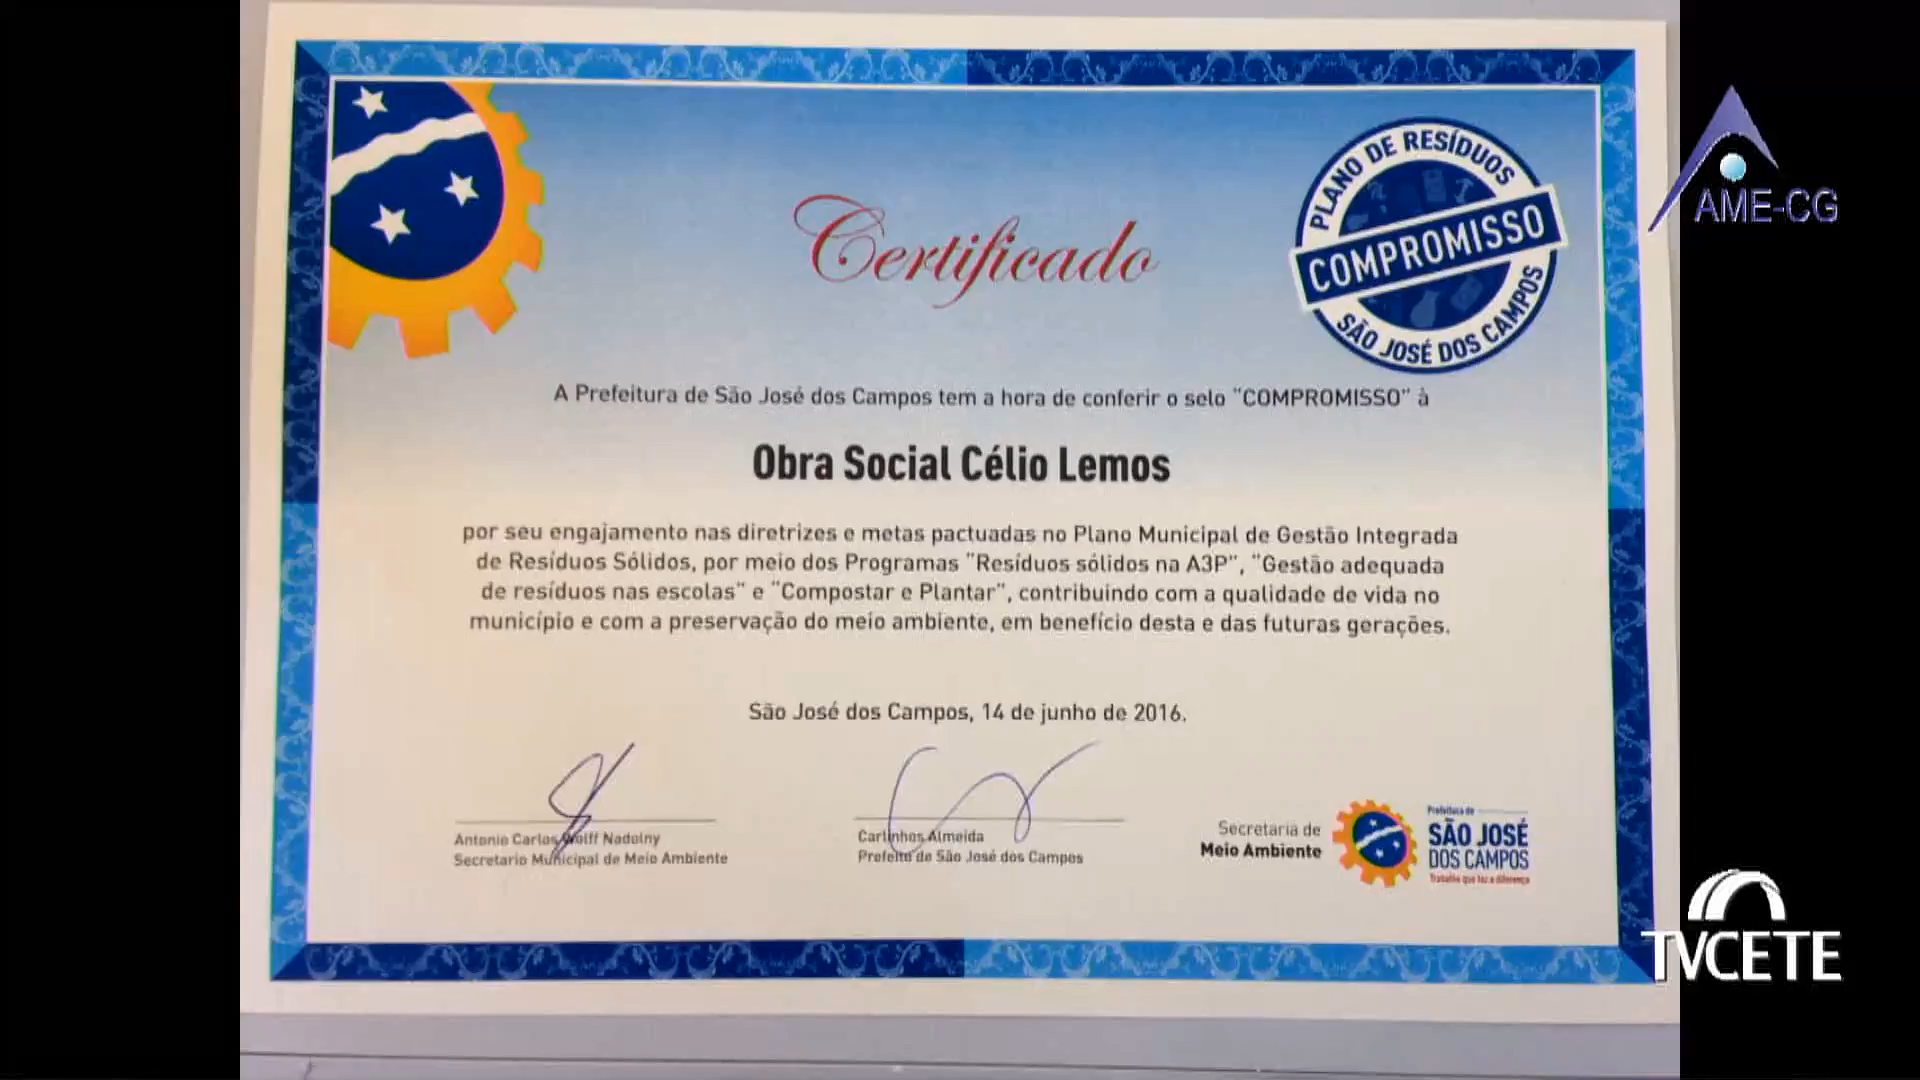 PLANO DE RESÍDUOS
COMPROMISSO
SÃO JOSÉ DOS CAMPOS
AME-CG
Certificado
A Prefeitura de São José dos Campos tem a hora de conferir o selo "COMPROMISSO" à
Obra Social Célio Lemos
por seu engajamento nas diretrizes e metas pactuadas no Plano Municipal de Gestão Integrada
de Resíduos Sólidos, por meio dos Programas "Resíduos sólidos na A3P", "Gestão adequada
de resíduos nas escolas" e "Compostar e Plantar", contribuindo com a qualidade de vida no
município e com a preservação do meio ambiente, em benefício desta e das futuras gerações.
São José dos Campos, 14 de junho de 2016.
Antonio Carlos Wolff Nadolny
Secretario Municipal de Meio Ambiente
Carlinhos Almeida
Prefeito de São José dos Campos
Secretaria de
Meio Ambiente
Prefeitura de
SÃO JOSÉ
DOS CAMPOS
Trabalho que faz a diferença
TVCETE